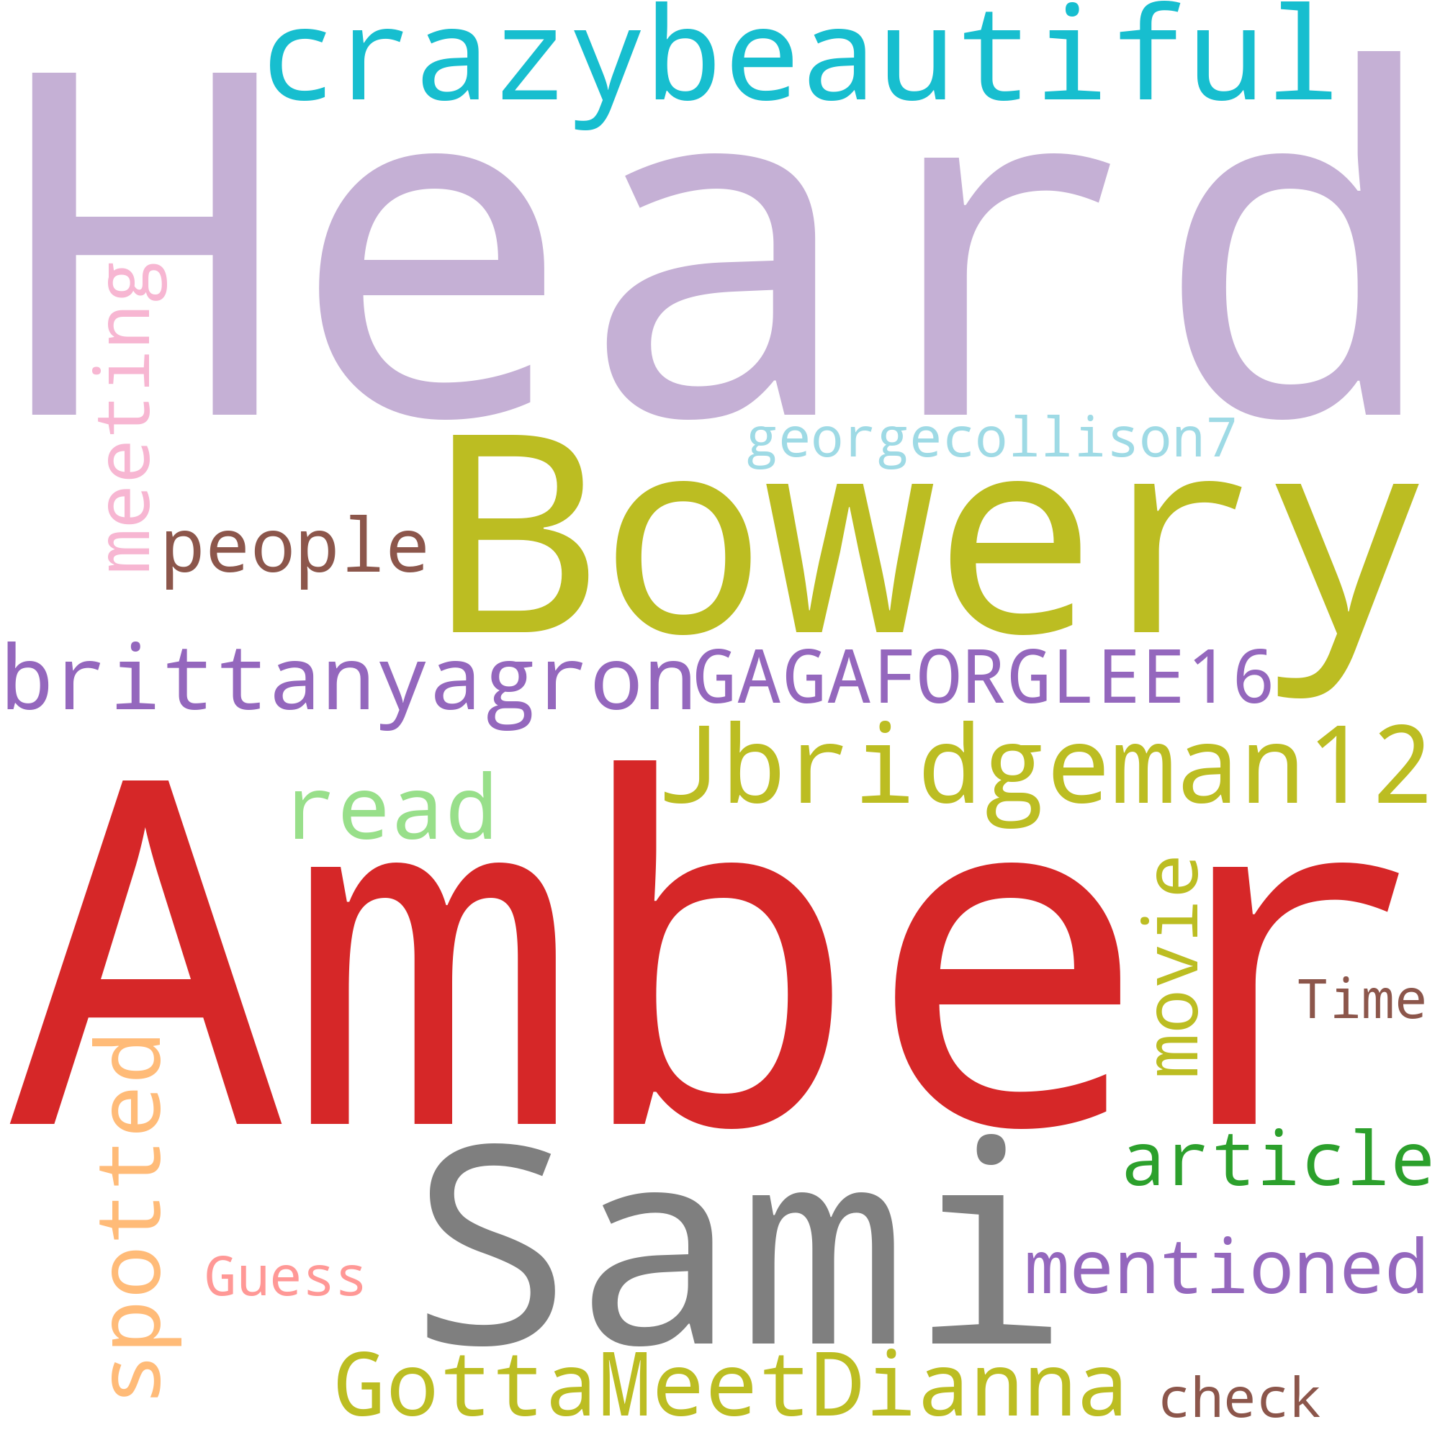 crazybeautiful
Heard
meeting
georgecollison7
people
Bowery
brittanyagron
GAGAFORGLEE16
Jbridgeman12
read
Amber
movie
Time
spotted
Sami
article
mentioned
Guess
GottaMeetDianna
check